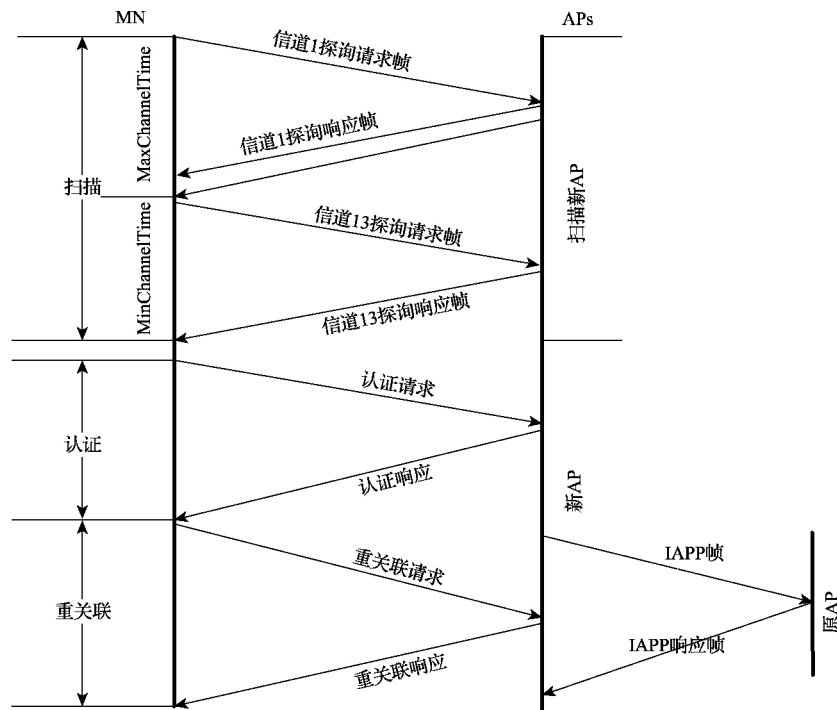 MN
APs
信道1探询请求帧
MaxChannelTime
信道1探询响应帧
扫描
扫描新AP
信道13探询请求帧
MinChannelTime
信道13探询响应帧
认证请求
认证
认证响应
新AP
IAPP帧
重关联请求
重关联
原AP
IAPP响应帧
重关联响应